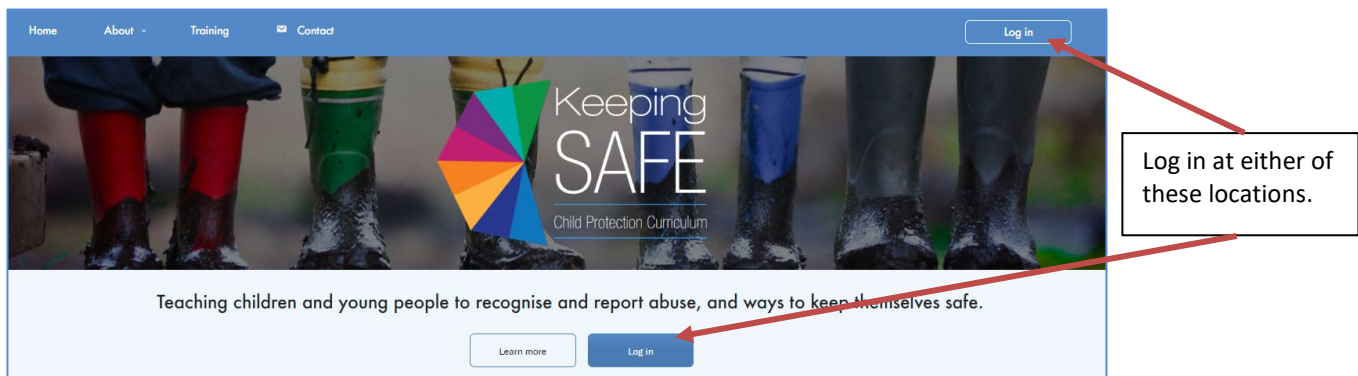 Home About Training Contact Log in
Keeping
SAFE
Child Protection Curriculum
Log in at either of
these locations.
Teaching children and young people to recognise and report abuse, and ways to keep themselves safe.
Learn more Log in